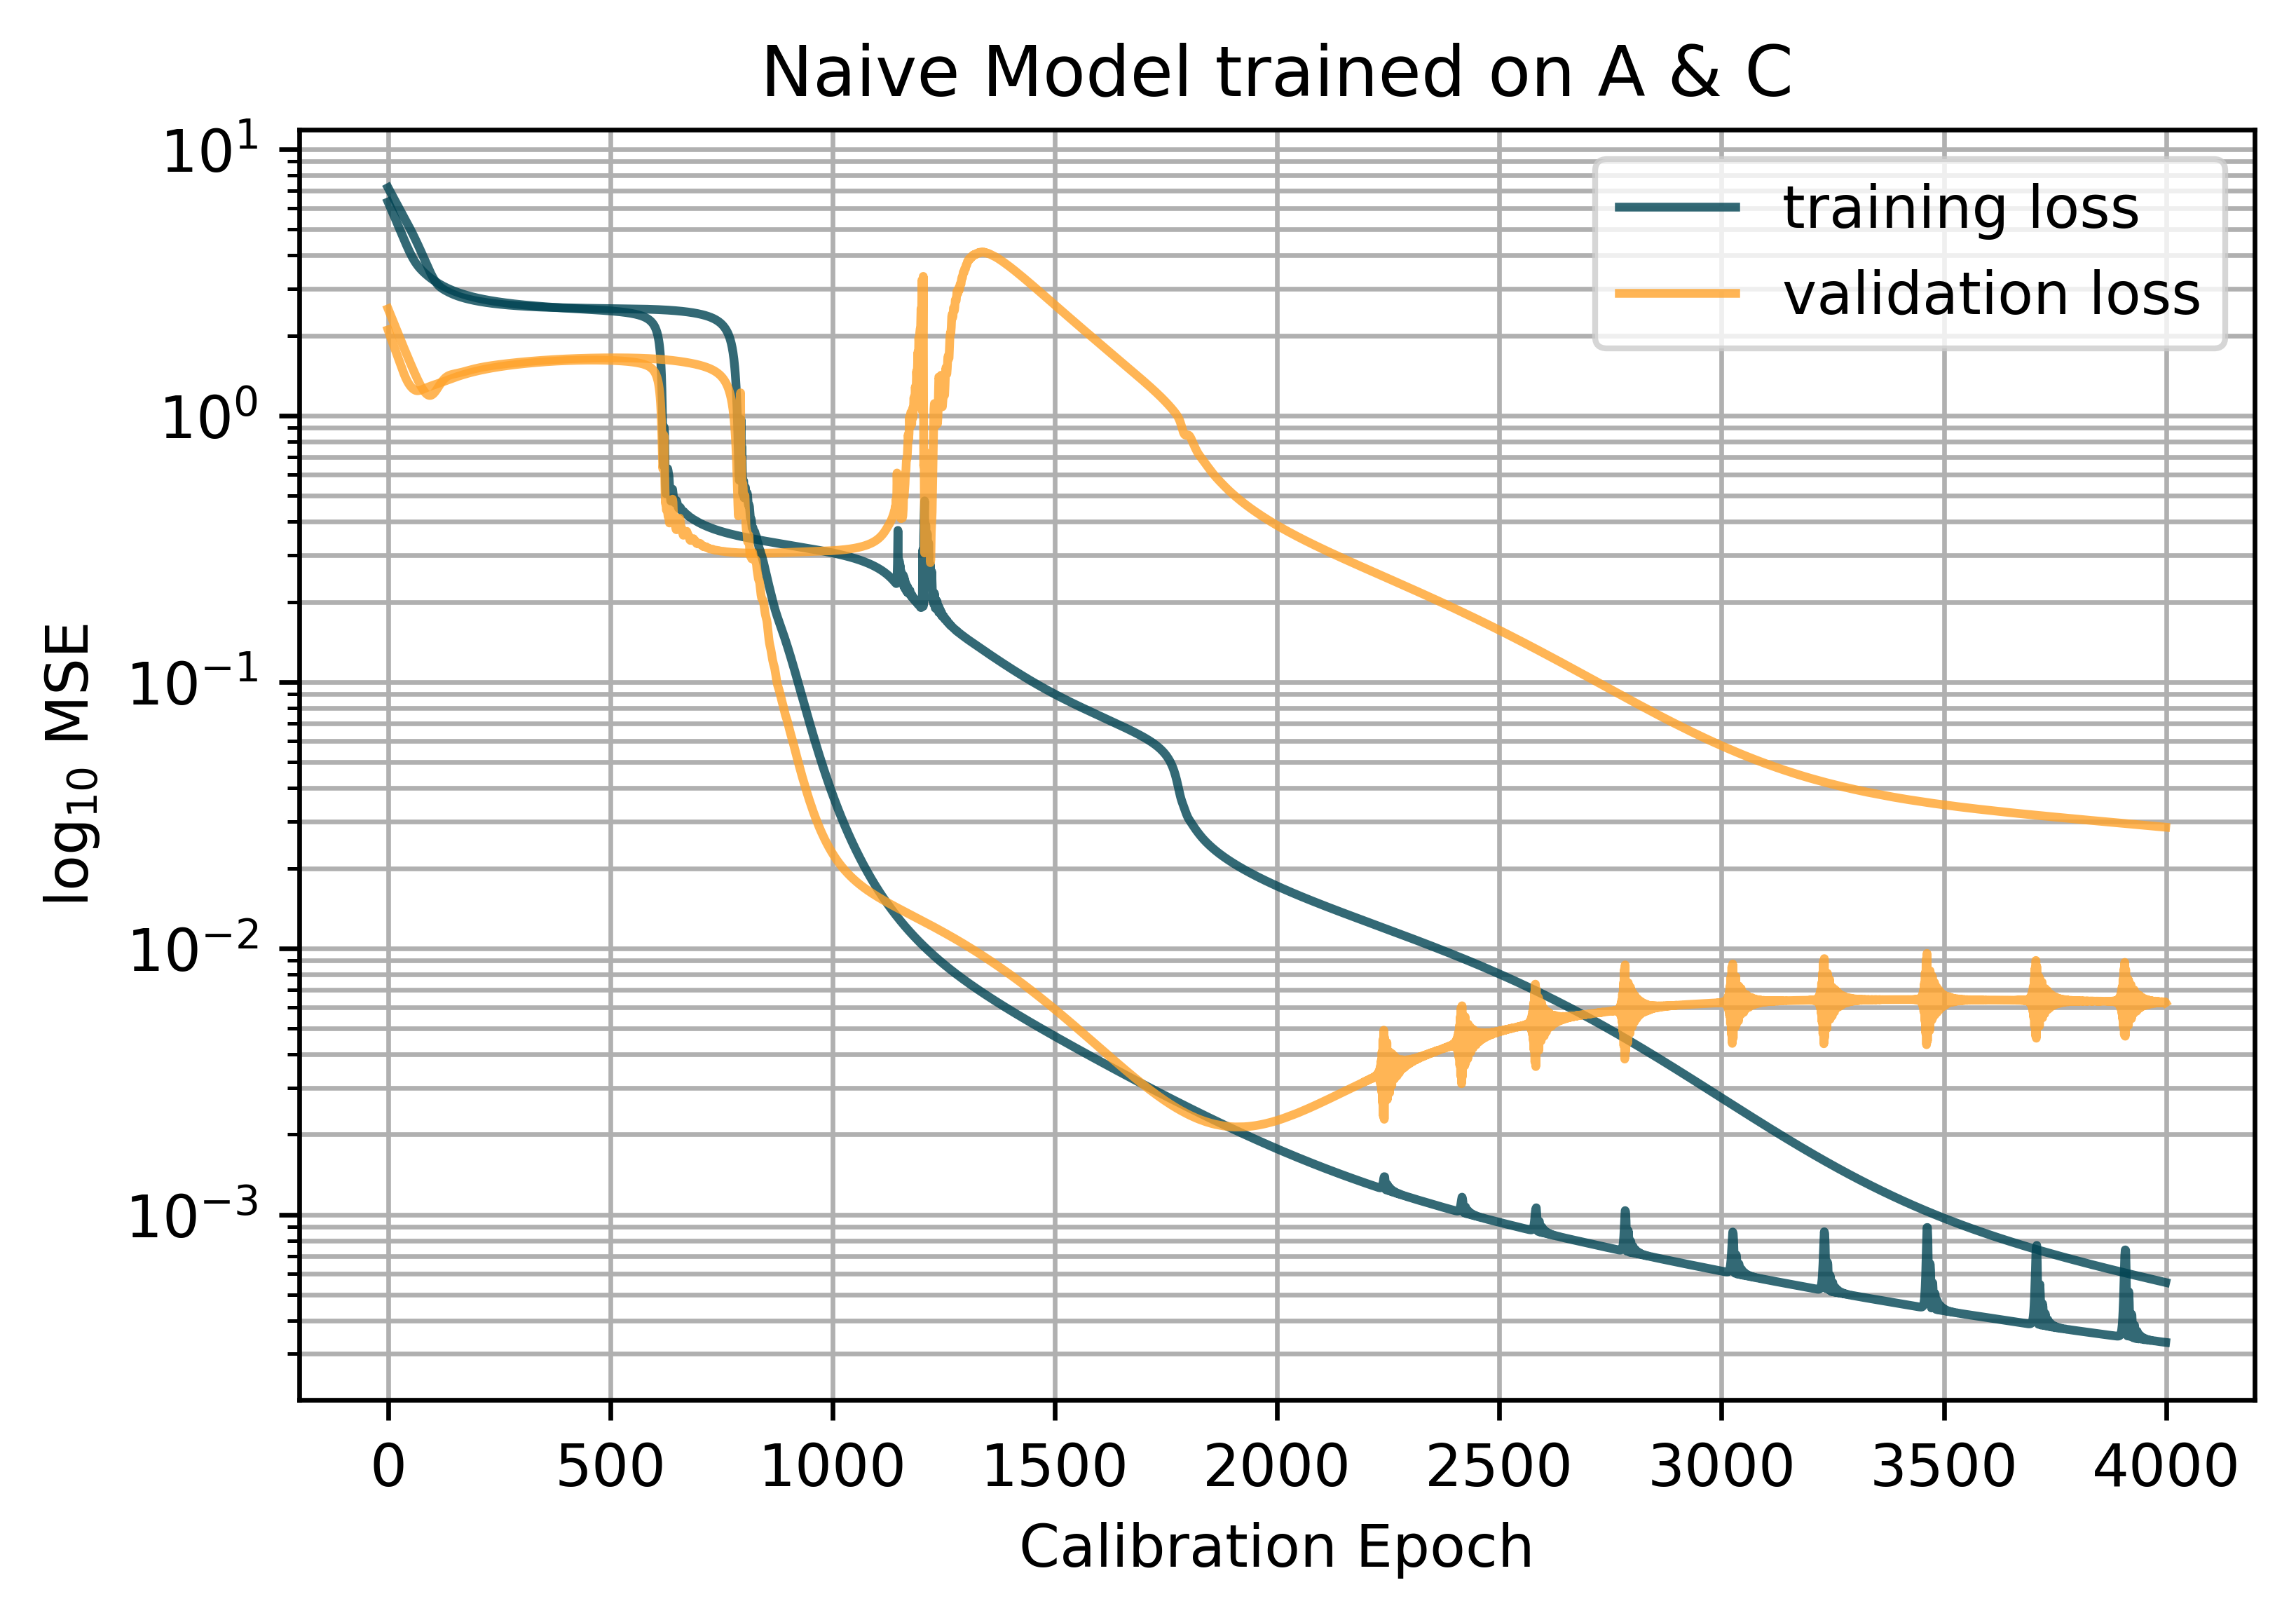 Naive Model trained on A & C
training loss
validation loss
10¹
10⁰
10⁻¹
10⁻²
10⁻³
log₁₀ MSE
0 500 1000 1500 2000 2500 3000 3500 4000
Calibration Epoch